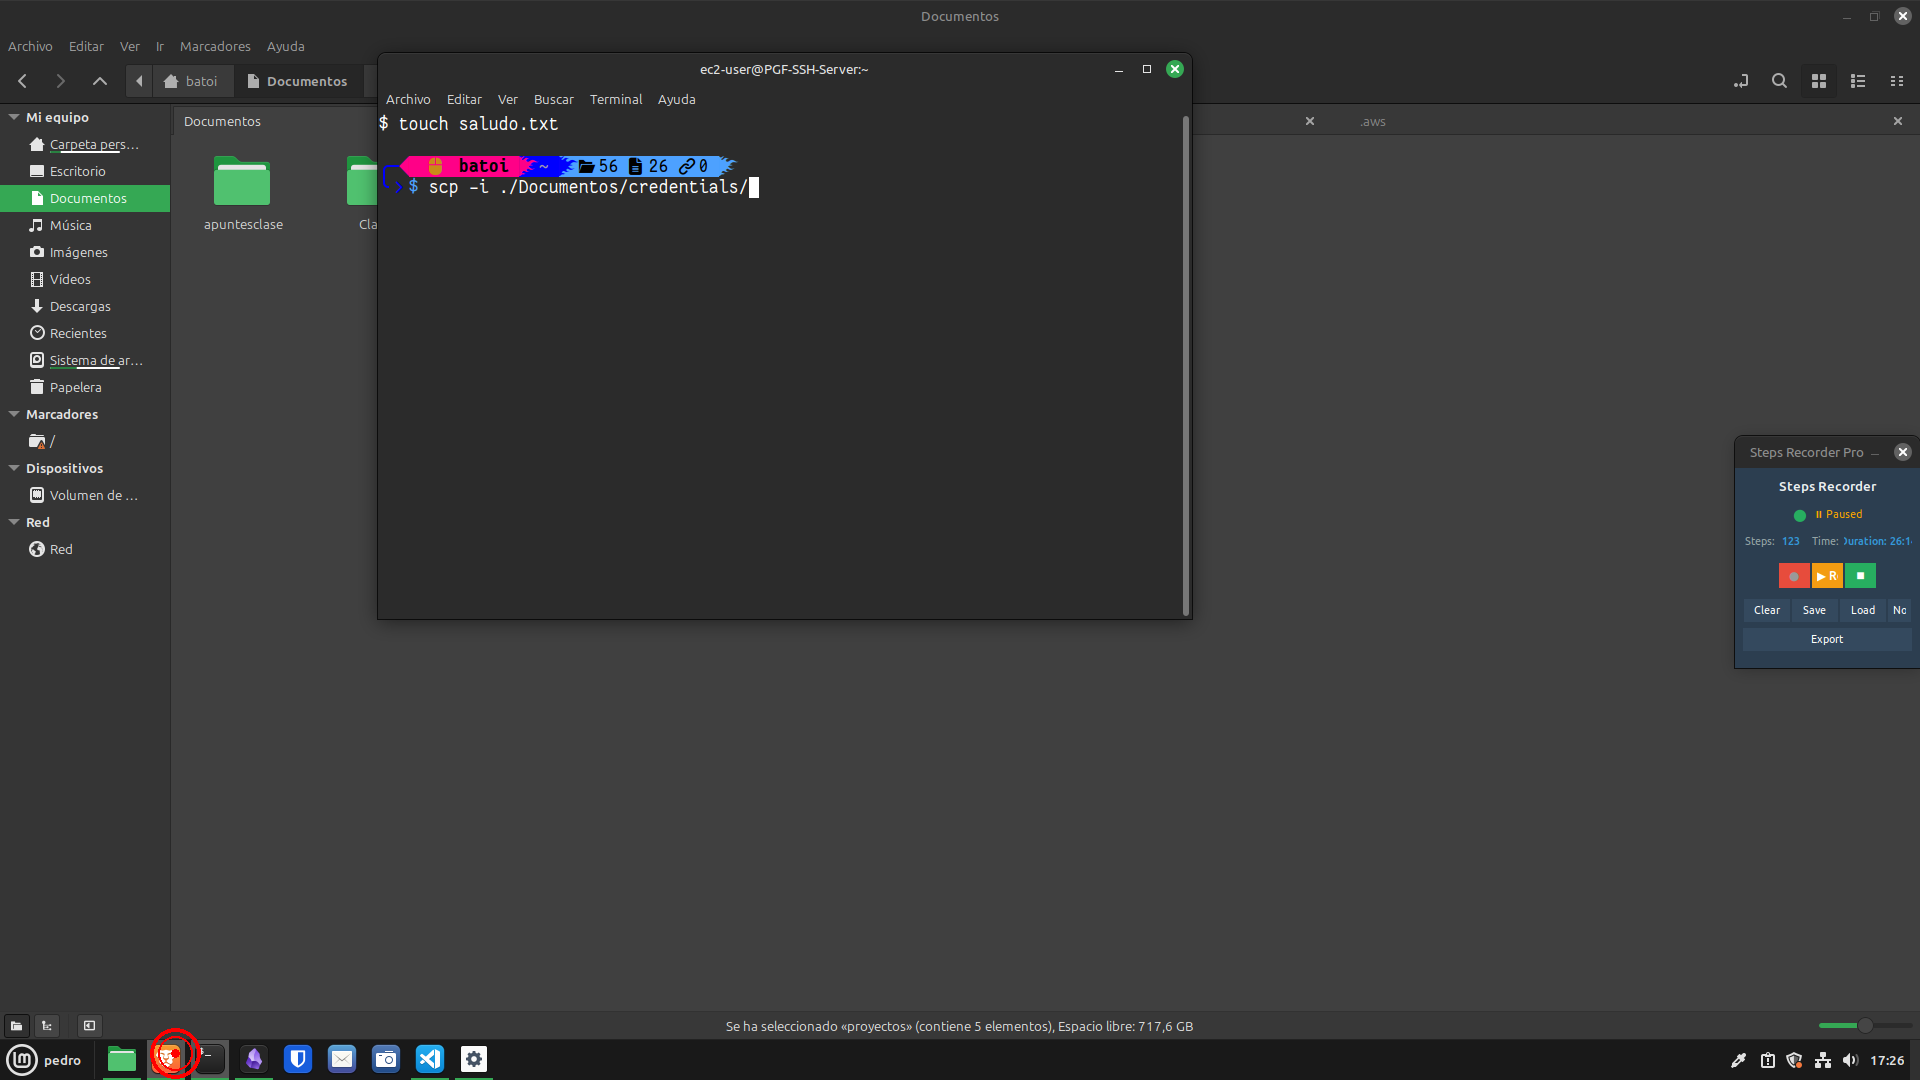 Documentos
Archivo Editar Ver Ir Marcadores Ayuda
batoi Documentos
ec2-user@PGF-SSH-Server:~
Archivo Editar Ver Buscar Terminal Ayuda
$ touch saludo.txt
batoi ~ 56 26 0
$ scp -i ./Documentos/credentials/
Mi equipo
Carpeta pers...
Escritorio
Documentos
Música
Imágenes
Vídeos
Descargas
Recientes
Sistema de ar...
Papelera
Marcadores
/
Dispositivos
Volumen de ...
Red
Red
Documentos
.aws
apuntesclase
Cla
Steps Recorder Pro
Steps Recorder
Paused
Steps: 123 Time: Duration: 26:1
R
Clear Save Load No
Export
Se ha seleccionado «proyectos» (contiene 5 elementos), Espacio libre: 717,6 GB
pedro
17:26